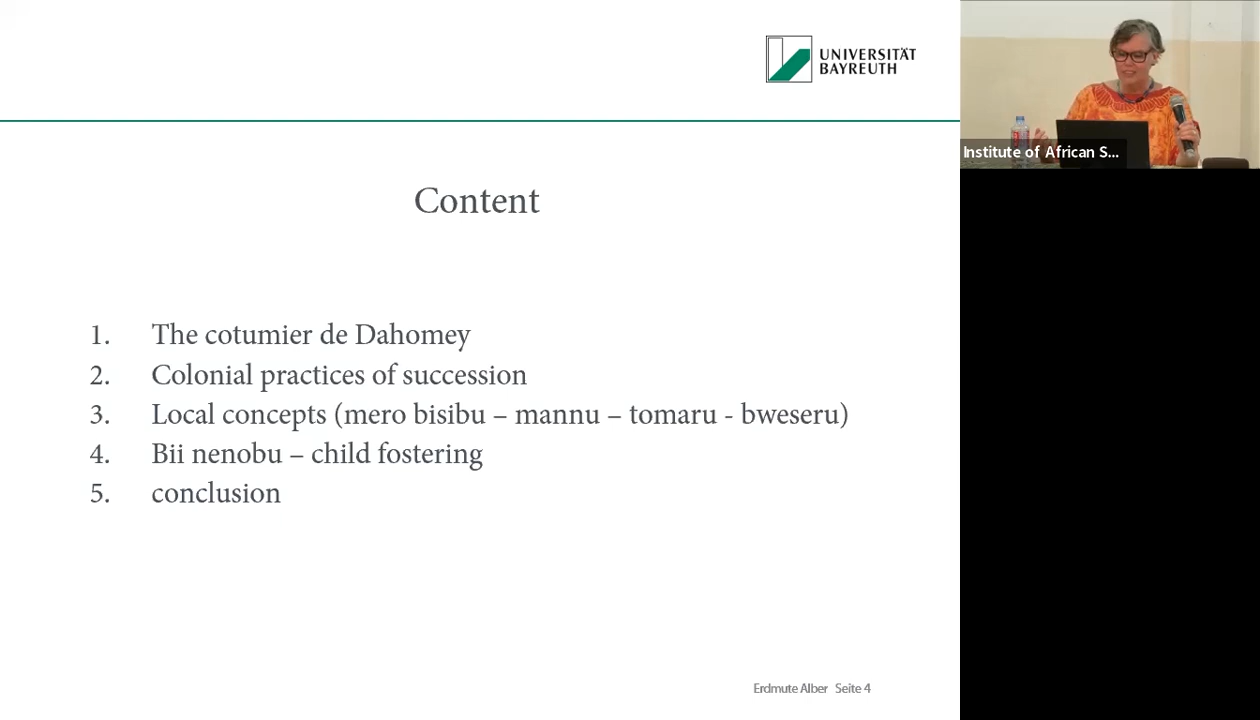 UNIVERSITÄT
BAYREUTH
Institute of African S...
Content
1. The cotumier de Dahomey
2. Colonial practices of succession
3. Local concepts (mero bisibu – mannu – tomaru - bweseru)
4. Bii nenobu – child fostering
5. conclusion
Erdmute Alber Seite 4